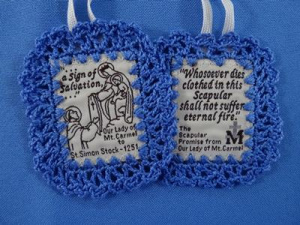 ...a sign of
Salvation...
Our Lady of
Mt. Carmel
to
St. Simon Stock - 1251
"Whosoever dies
clothed in this
Scapular
shall not suffer
eternal fire."
The
Scapular
Promise from
Our Lady of Mt. Carmel
M